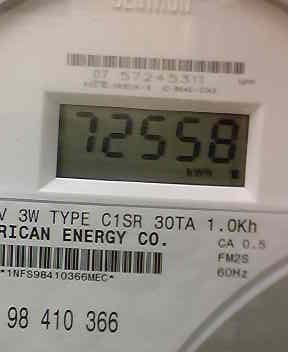 CENTRON
07 57245311
72558
kWh
V 3W TYPE C1SR 30TA 1.0Kh
RICAN ENERGY CO.
CA 0.5
FM2S
60Hz
*1NFS98410366MEC*
98 410 366